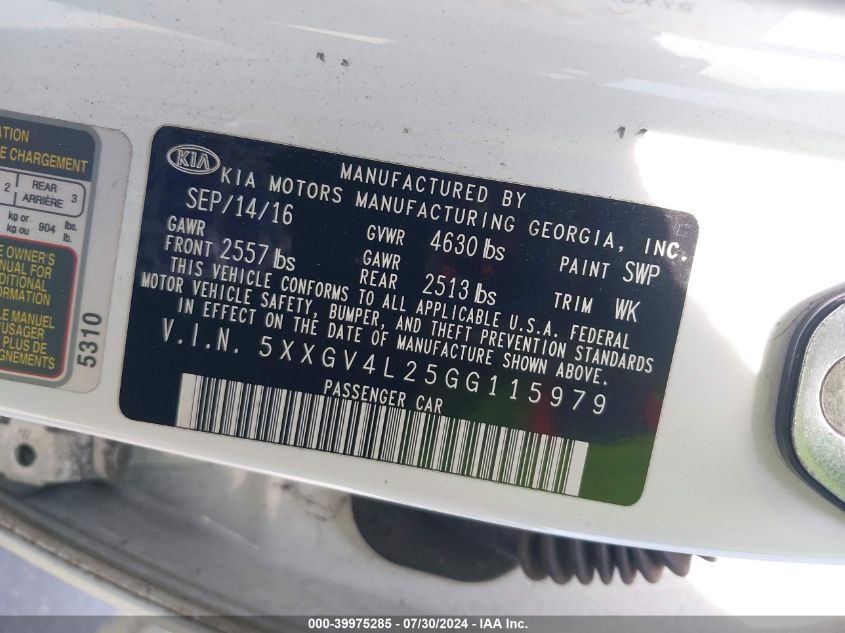 ATION
E CHARGEMENT
2 REAR 3
ARRIÈRE
kg or 904 lbs.
kg ou lb.
E OWNER'S
ANUAL FOR
DITIONAL
ORMATION
LE MANUEL
'USAGER
PLUS DE
GNEMENTS
5310
KIA
MANUFACTURED BY
KIA MOTORS MANUFACTURING GEORGIA, INC.
SEP/14/16
GVWR 4630 lbs
PAINT SWP
GAWR
FRONT 2557 lbs
GAWR
REAR 2513 lbs
TRIM WK
THIS VEHICLE CONFORMS TO ALL APPLICABLE U.S.A. FEDERAL
MOTOR VEHICLE SAFETY, BUMPER, AND THEFT PREVENTION STANDARDS
IN EFFECT ON THE DATE OF MANUFACTURE SHOWN ABOVE.
V.I.N. 5XXGV4L25GG115979
PASSENGER CAR
000-39975285 - 07/30/2024 - IAA Inc.